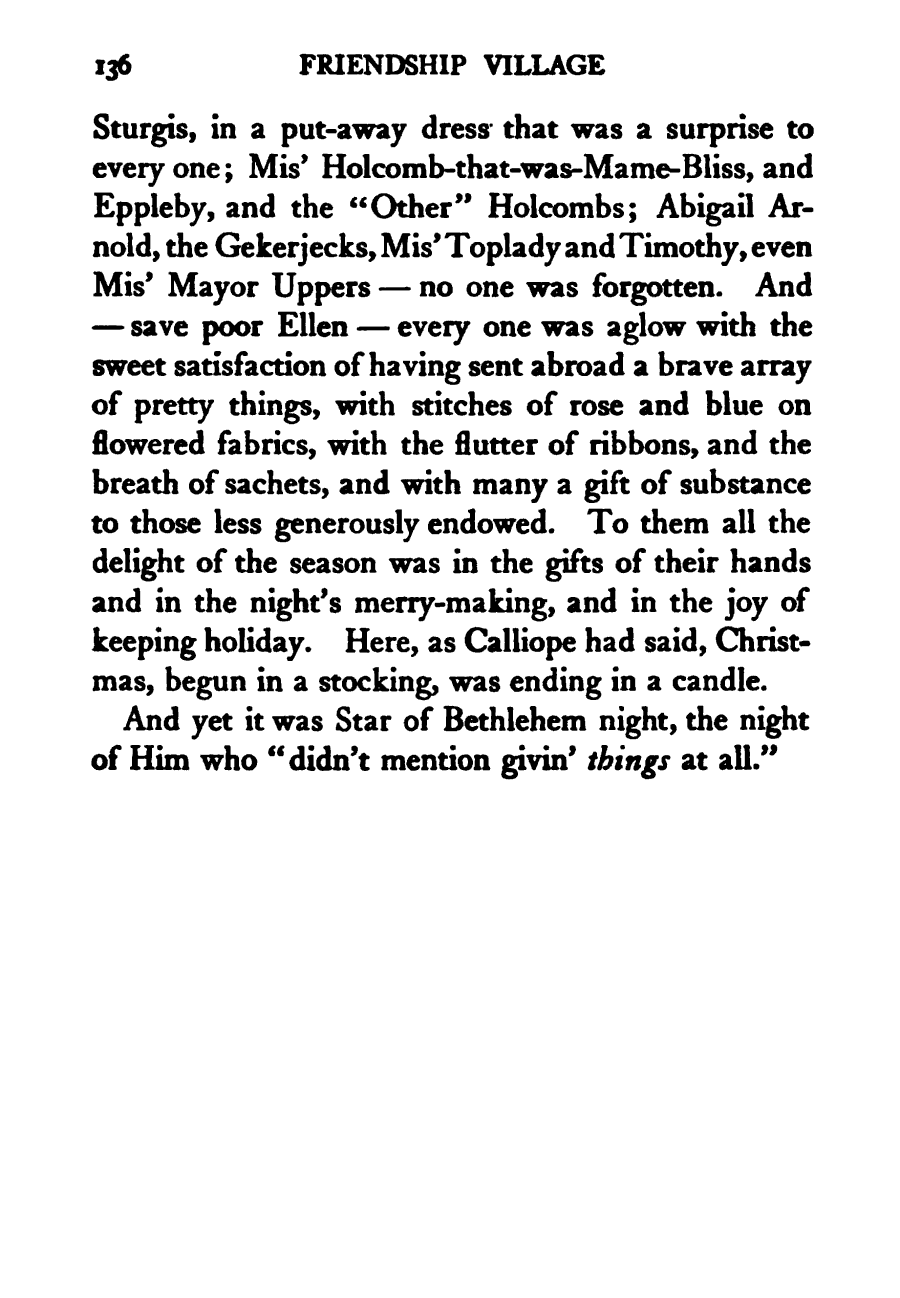 136 FRIENDSHIP VILLAGE
Sturgis, in a put-away dress that was a surprise to
every one; Mis' Holcomb-that-was-Mame-Bliss, and
Eppleby, and the "Other" Holcombs; Abigail Ar-
nold, the Gekerjecks, Mis' Toplady and Timothy, even
Mis' Mayor Uppers — no one was forgotten. And
— save poor Ellen — every one was aglow with the
sweet satisfaction of having sent abroad a brave array
of pretty things, with stitches of rose and blue on
flowered fabrics, with the flutter of ribbons, and the
breath of sachets, and with many a gift of substance
to those less generously endowed. To them all the
delight of the season was in the gifts of their hands
and in the night's merry-making, and in the joy of
keeping holiday. Here, as Calliope had said, Christ-
mas, begun in a stocking, was ending in a candle.
And yet it was Star of Bethlehem night, the night
of Him who "didn't mention givin' things at all."